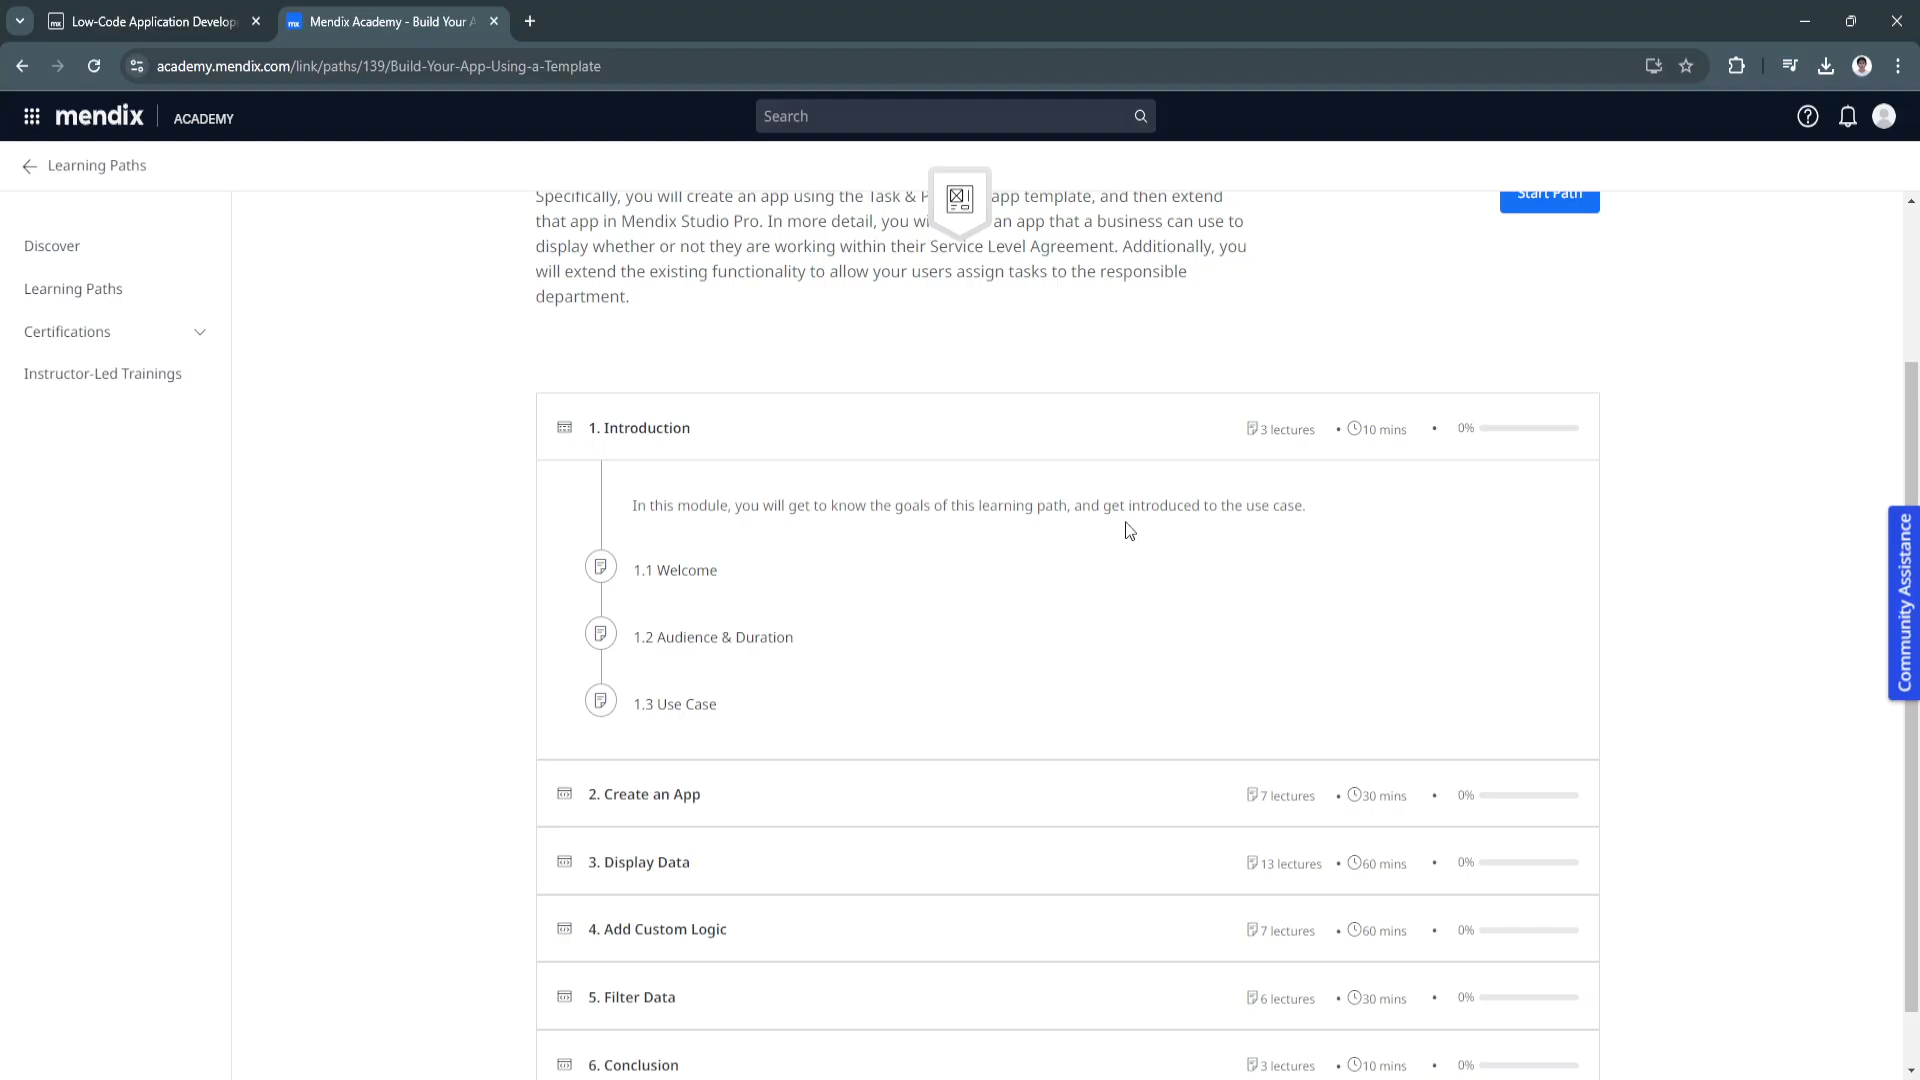 Low-Code Application Develop
Mendix Academy - Build Your A
academy.mendix.com/link/paths/139/Build-Your-App-Using-a-Template
mx mendix ACADEMY
Search
Learning Paths
Discover
Learning Paths
Certifications
Instructor-Led Trainings
Specifically, you will create an app using the Task & P app template, and then extend
that app in Mendix Studio Pro. In more detail, you wi an app that a business can use to
display whether or not they are working within their Service Level Agreement. Additionally, you
will extend the existing functionality to allow your users assign tasks to the responsible
department.
Start Path
1. Introduction 3 lectures • 10 mins • 0%
In this module, you will get to know the goals of this learning path, and get introduced to the use case.
1.1 Welcome
1.2 Audience & Duration
1.3 Use Case
2. Create an App 7 lectures • 30 mins • 0%
3. Display Data 13 lectures • 60 mins • 0%
4. Add Custom Logic 7 lectures • 60 mins • 0%
5. Filter Data 6 lectures • 30 mins • 0%
6. Conclusion 3 lectures • 10 mins • 0%
Community Assistance